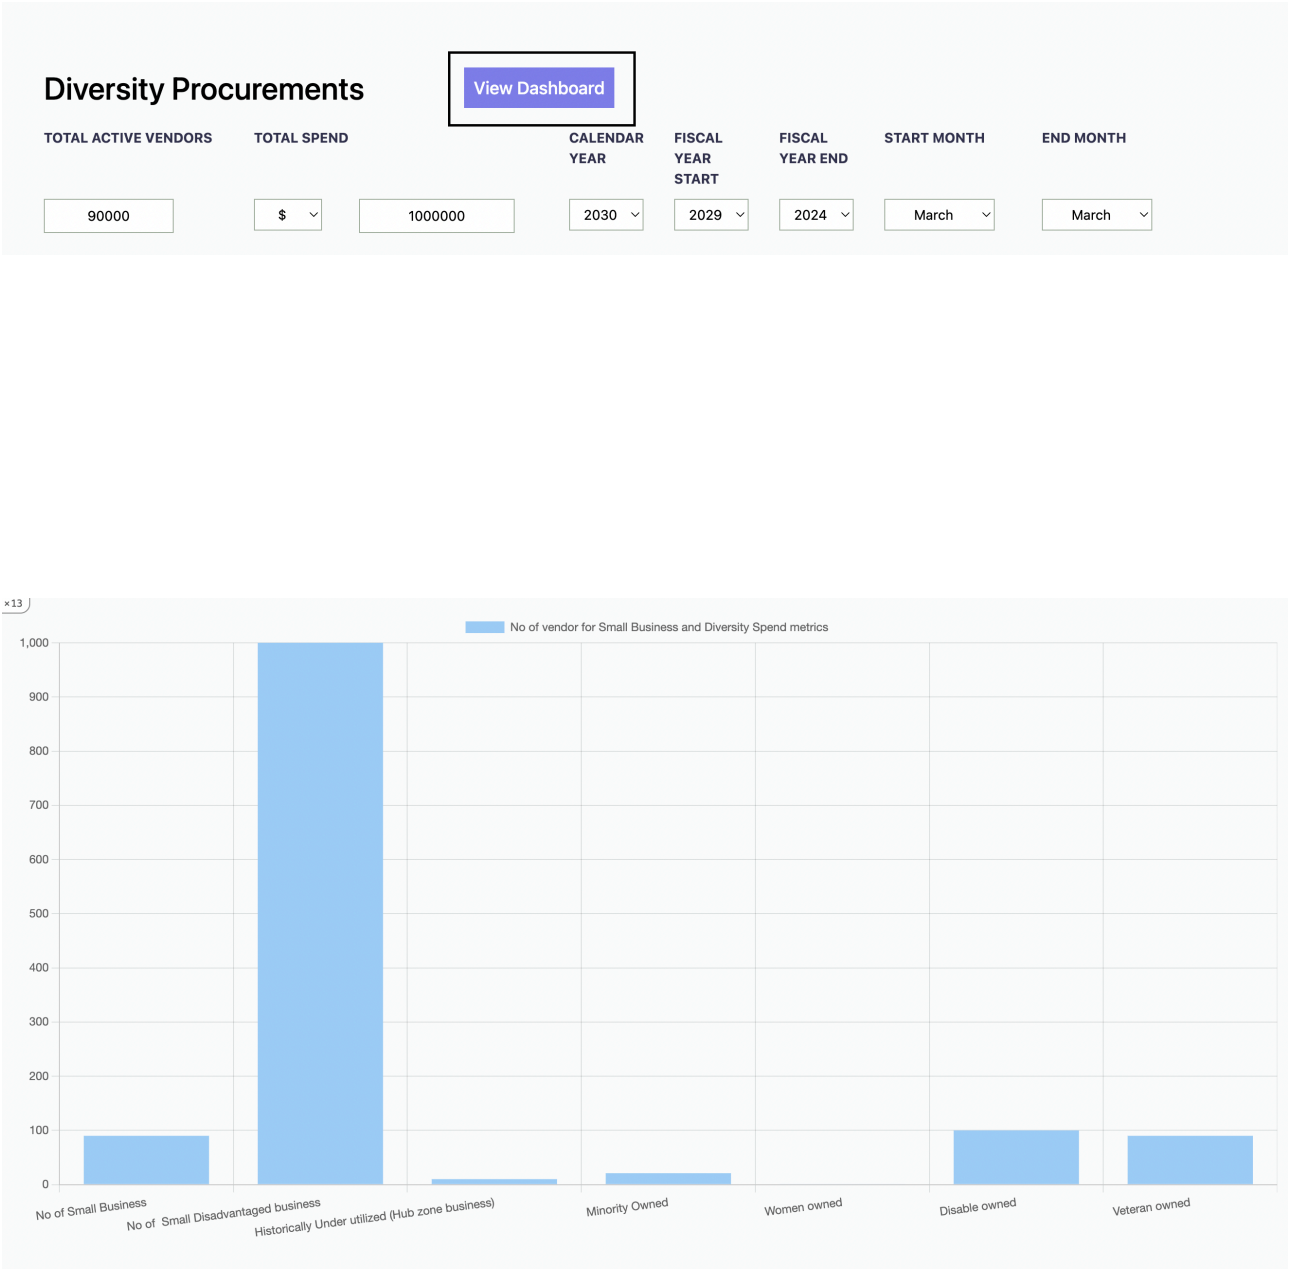 Diversity Procurements
View Dashboard
TOTAL ACTIVE VENDORS
TOTAL SPEND
CALENDAR
YEAR
FISCAL
YEAR
START
FISCAL
YEAR END
START MONTH
END MONTH
90000
$
1000000
2030
2029
2024
March
March
×13
No of vendor for Small Business and Diversity Spend metrics
1,000
900
800
700
600
500
400
300
200
100
0
No of Small Business
No of  Small Disadvantaged business
Historically Under utilized (Hub zone business)
Minority Owned
Women owned
Disable owned
Veteran owned